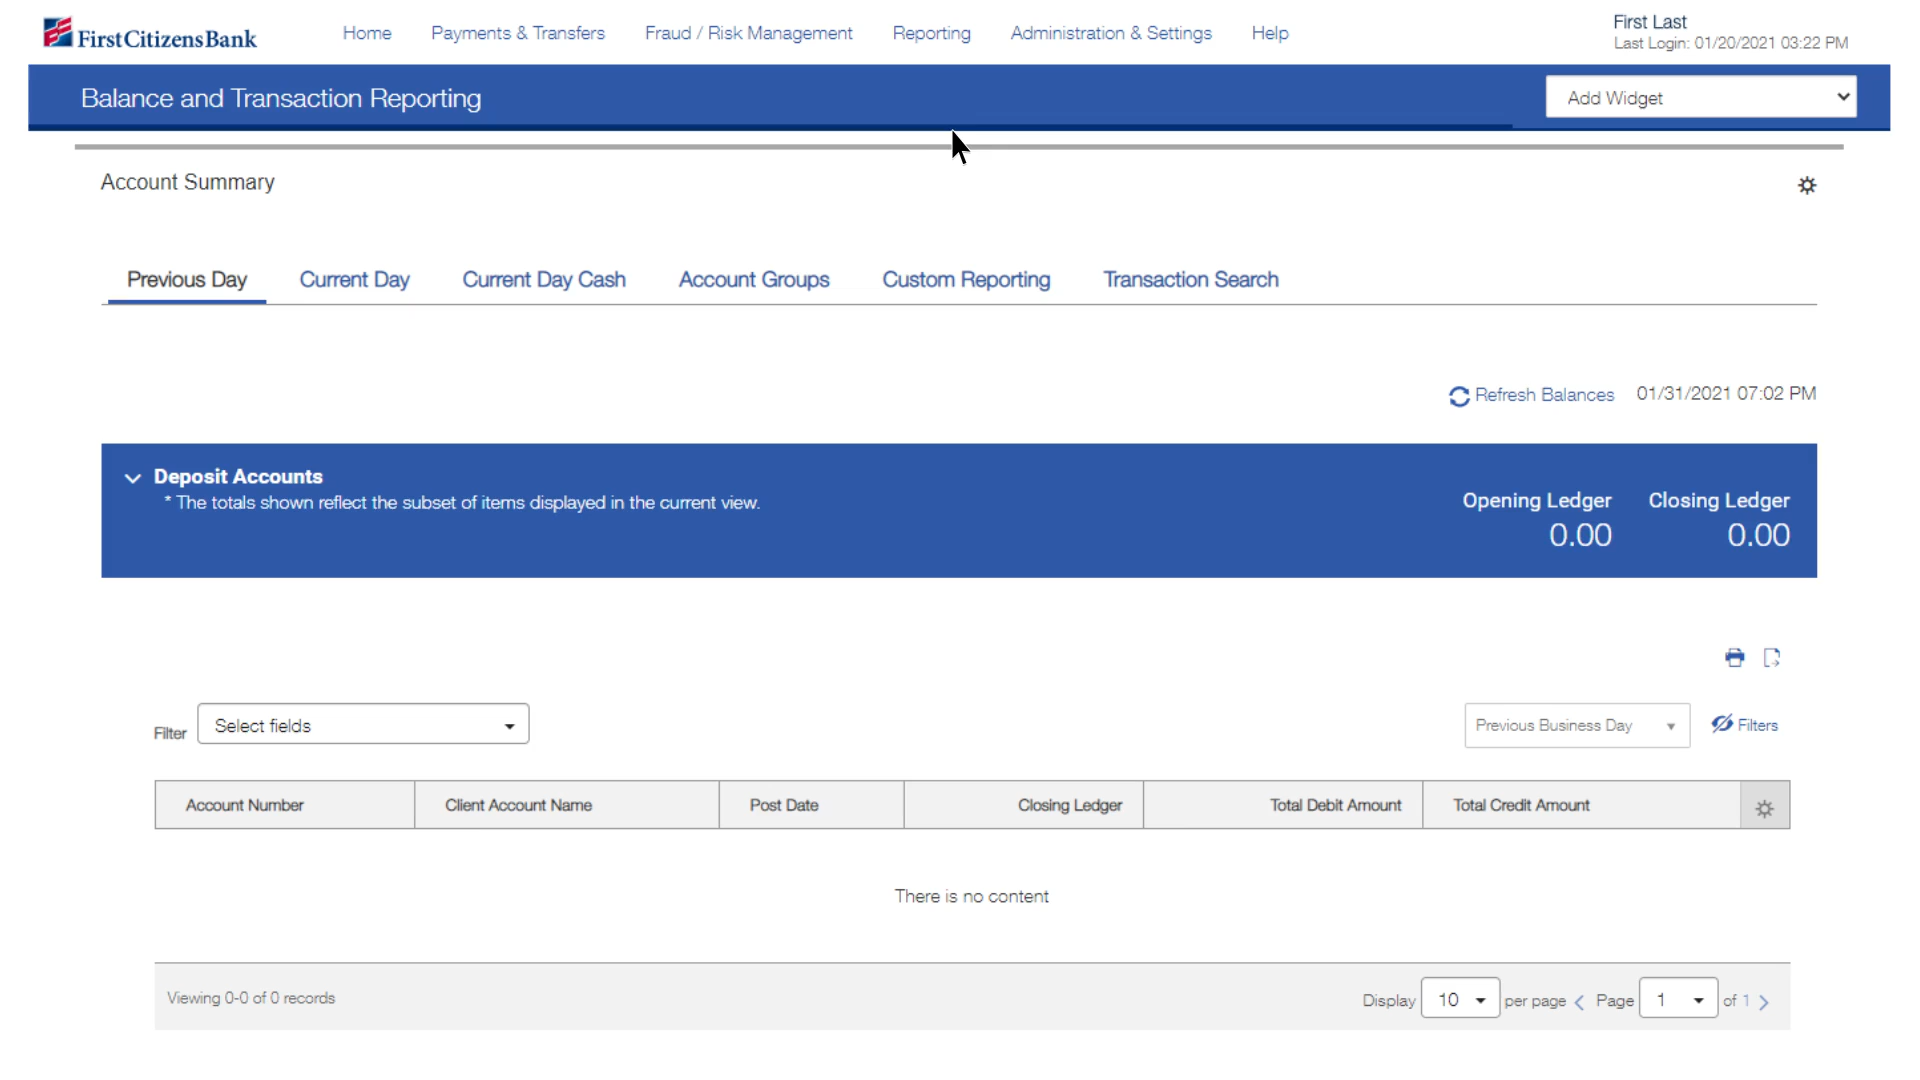 First Citizens Bank
Home Payments & Transfers Fraud / Risk Management Reporting Administration & Settings Help
First Last
Last Login: 01/20/2021 03:22 PM
Balance and Transaction Reporting
Add Widget
Account Summary
Previous Day Current Day Current Day Cash Account Groups Custom Reporting Transaction Search
Refresh Balances 01/31/2021 07:02 PM
Deposit Accounts
* The totals shown reflect the subset of items displayed in the current view.
Opening Ledger Closing Ledger
0.00 0.00
Filter Select fields Previous Business Day Filters
Account Number Client Account Name Post Date Closing Ledger Total Debit Amount Total Credit Amount
There is no content
Viewing 0-0 of 0 records Display 10 per page Page 1 of 1